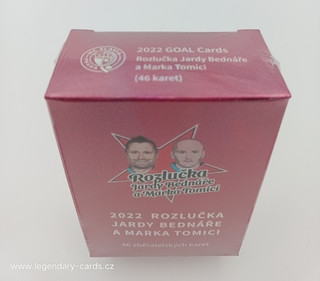 2022 GOAL Cards
Rozlučka Jardy Bednáře
a Marka Tomici
(46 karet)
Rozlučka
Jardy Bednáře
a Marka Tomici
2022 ROZLUČKA
JARDY BEDNÁŘE
A MARKA TOMICI
46 sběratelských karet
www.legendary-cards.cz